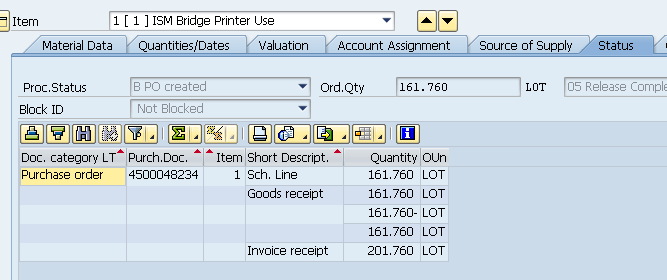 Item 1 [ 1 ] ISM Bridge Printer Use
Material Data Quantities/Dates Valuation Account Assignment Source of Supply Status
Proc.Status B PO created Ord.Qty 161.760 LOT 05 Release Comple
Block ID Not Blocked
Doc. category LT Purch.Doc. Item Short Descript. Quantity OUn
Purchase order 4500048234 1 Sch. Line 161.760 LOT
Goods receipt 161.760 LOT
161.760- LOT
161.760 LOT
Invoice receipt 201.760 LOT